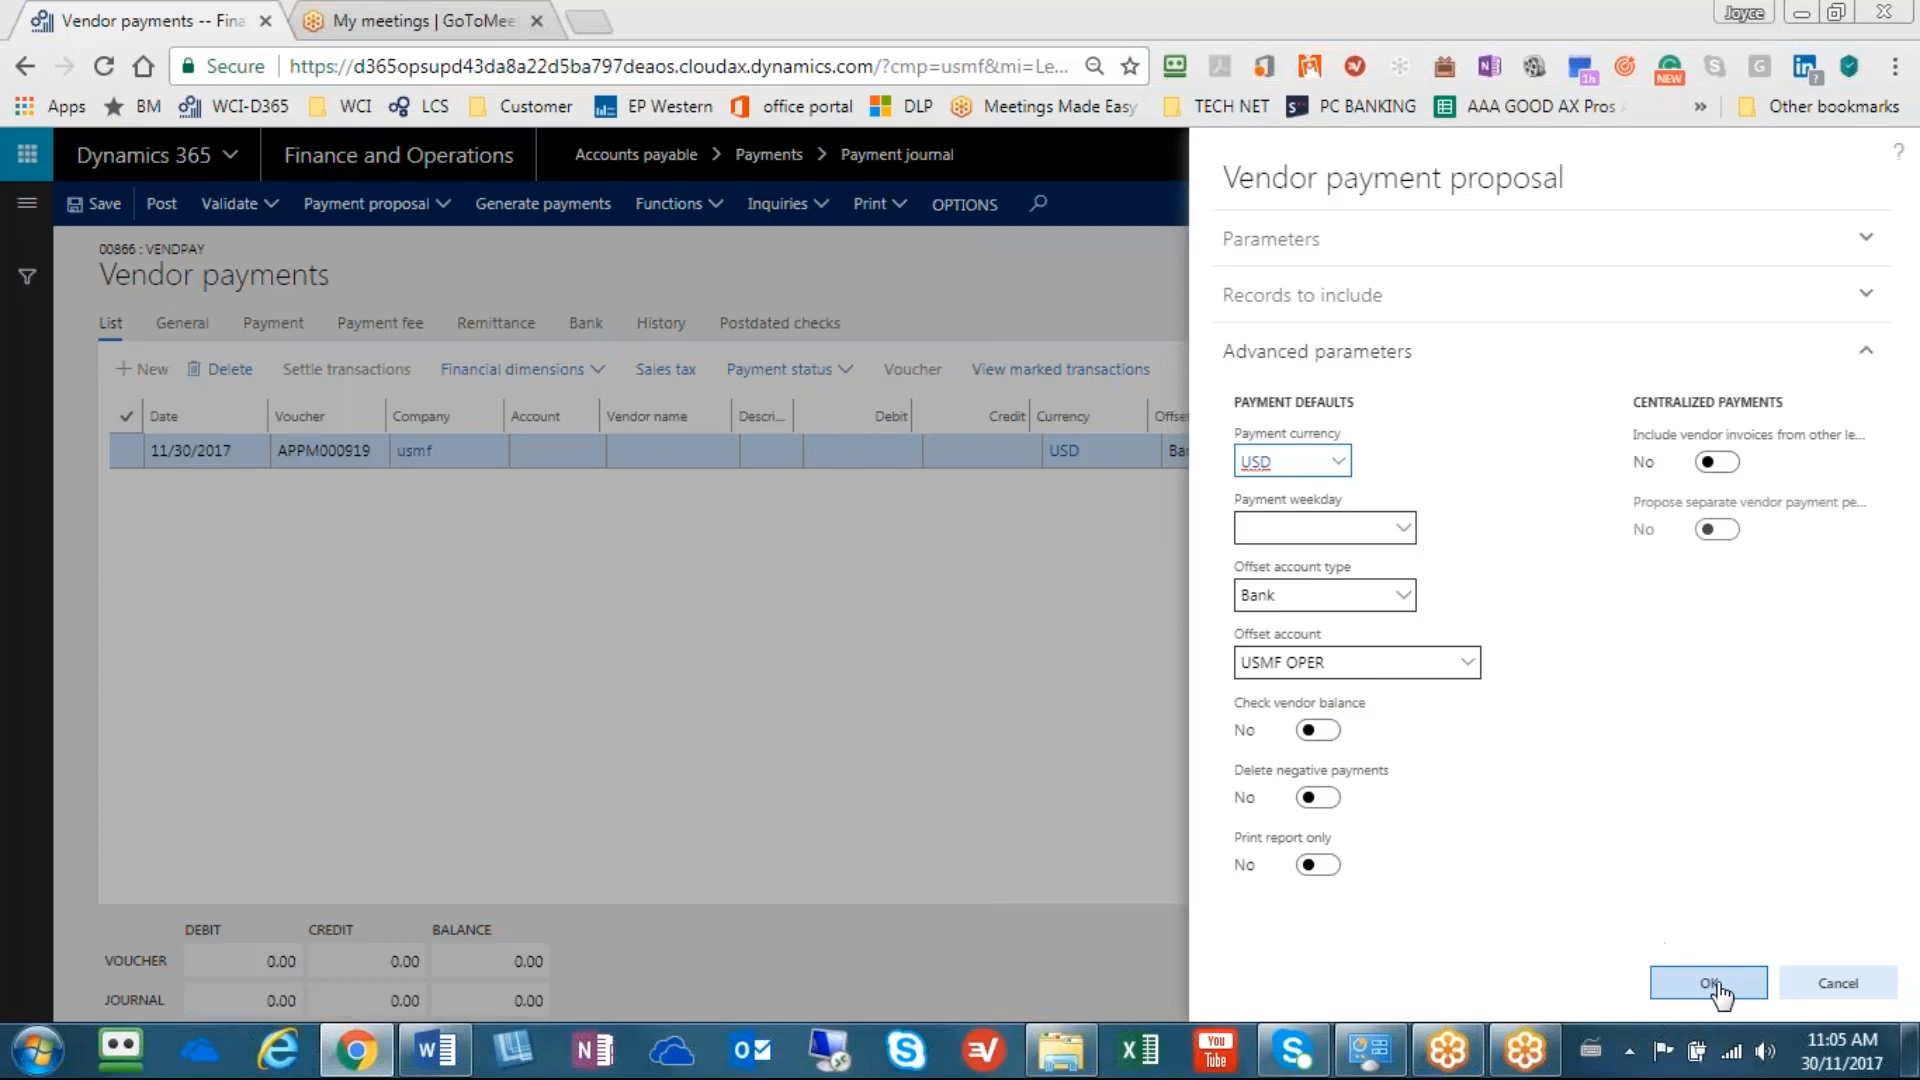 Vendor payments -- Fina
My meetings | GoToMee
Joyce
Secure https://d365opsupd43da8a22d5ba797deaos.cloudax.dynamics.com/?cmp=usmf&mi=Le...
1h
NEW
Apps BM WCI-D365 WCI LCS Customer EP Western office portal DLP Meetings Made Easy TECH NET PC BANKING AAA GOOD AX Pros » Other bookmarks
Dynamics 365 Finance and Operations Accounts payable > Payments > Payment journal
Save Post Validate Payment proposal Generate payments Functions Inquiries Print OPTIONS
00866 : VENDPAY
Vendor payments
List General Payment Payment fee Remittance Bank History Postdated checks
+ New Delete Settle transactions Financial dimensions Sales tax Payment status Voucher View marked transactions
Date Voucher Company Account Vendor name Descri... Debit Credit Currency Offse
11/30/2017 APPM000919 usmf USD Ba
DEBIT CREDIT BALANCE
VOUCHER 0.00 0.00 0.00
JOURNAL 0.00 0.00 0.00
?
Vendor payment proposal
Parameters
Records to include
Advanced parameters
PAYMENT DEFAULTS
Payment currency
USD
Payment weekday
Offset account type
Bank
Offset account
USMF OPER
Check vendor balance
No
Delete negative payments
No
Print report only
No
CENTRALIZED PAYMENTS
Include vendor invoices from other le...
No
Propose separate vendor payment pe...
No
OK Cancel
You
Tube
11:05 AM
30/11/2017